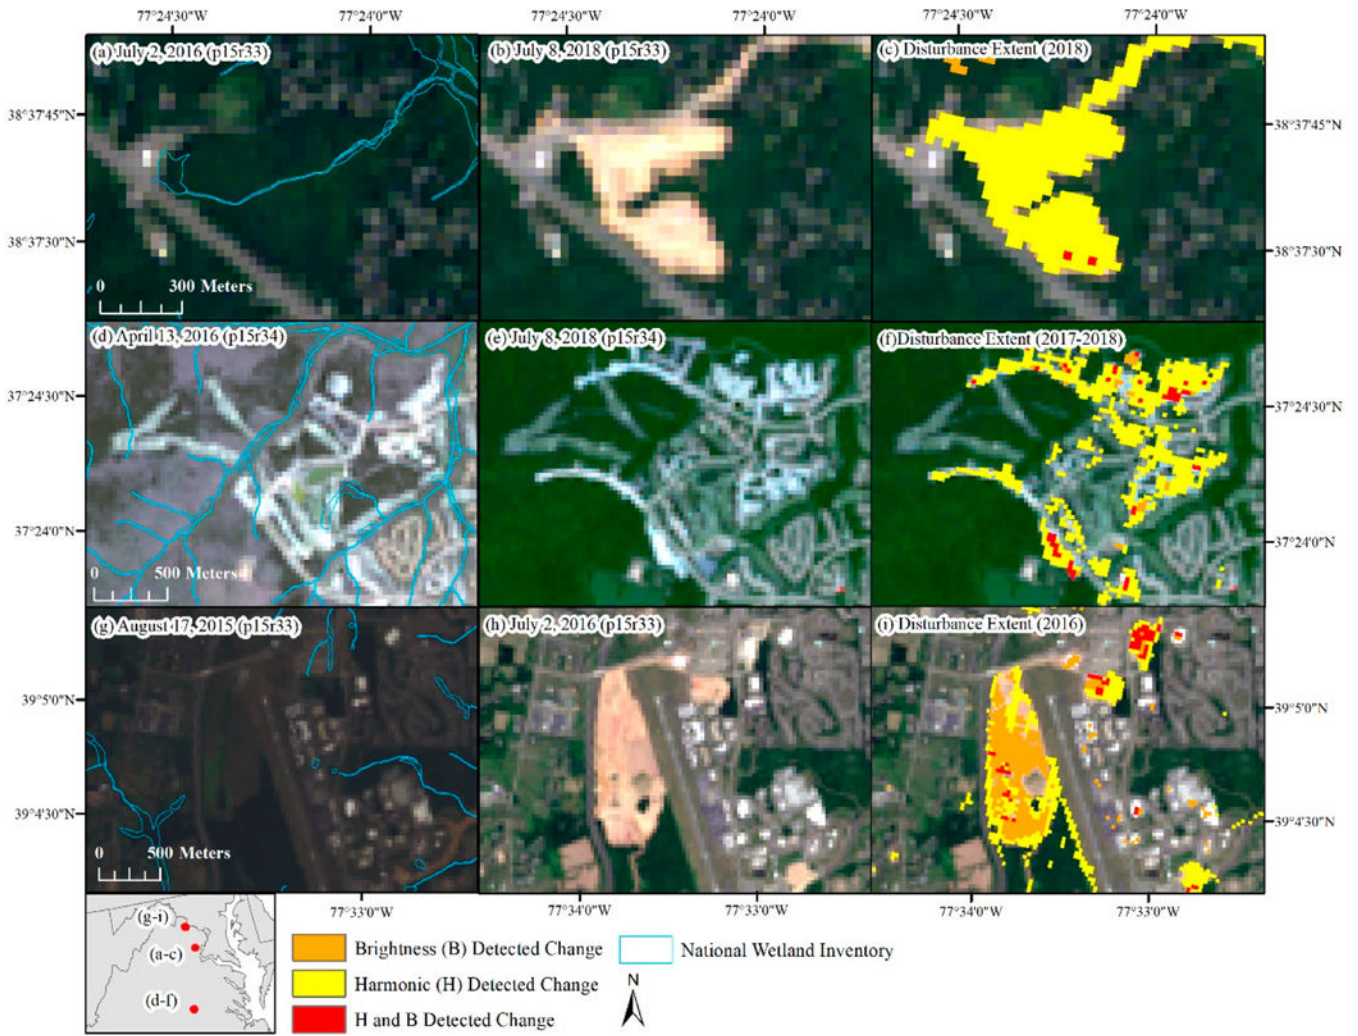 77°24'30"W 77°24'0"W 77°24'30"W 77°24'0"W 77°24'30"W 77°24'0"W
(a) July 2, 2016 (p15r33) (b) July 8, 2018 (p15r33) (c) Disturbance Extent (2018)
38°37'45"N 38°37'45"N
38°37'30"N 38°37'30"N
0 300 Meters
(d) April 13, 2016 (p15r34) (e) July 8, 2018 (p15r34) (f) Disturbance Extent (2017-2018)
37°24'30"N 37°24'30"N
37°24'0"N 37°24'0"N
0 500 Meters
(g) August 17, 2015 (p15r33) (h) July 2, 2016 (p15r33) (i) Disturbance Extent (2016)
39°5'0"N 39°5'0"N
39°4'30"N 39°4'30"N
0 500 Meters
77°33'0"W 77°34'0"W 77°33'0"W 77°34'0"W 77°33'0"W
(g-i)
(a-c)
(d-f)
Brightness (B) Detected Change National Wetland Inventory
Harmonic (H) Detected Change N
H and B Detected Change